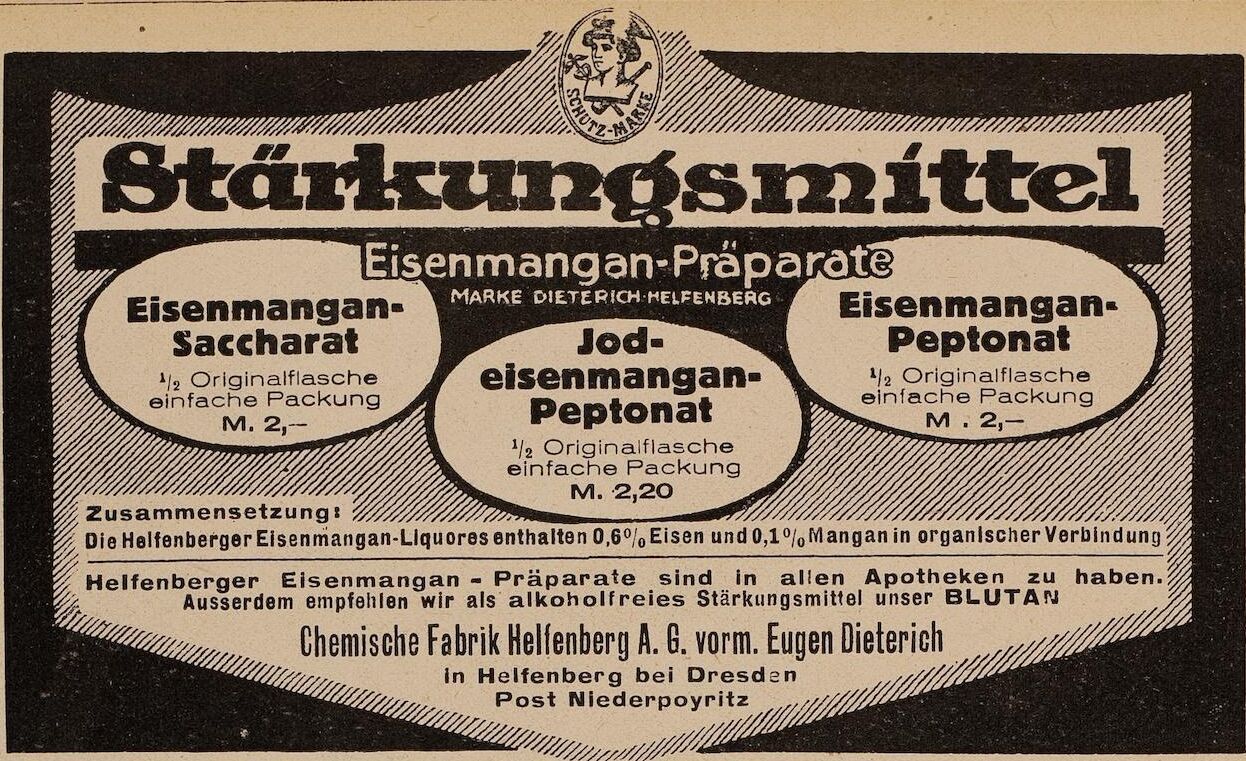 SCHUTZ-MARKE
Stärkungsmittel
Eisenmangan-Präparate
MARKE DIETERICH-HELFENBERG
Eisenmangan-
Saccharat
1/2 Originalflasche
einfache Packung
M. 2,—
Jod-
eisenmangan-
Peptonat
1/2 Originalflasche
einfache Packung
M. 2,20
Eisenmangan-
Peptonat
1/2 Originalflasche
einfache Packung
M. 2,—
Zusammensetzung:
Die Helfenberger Eisenmangan-Liquores enthalten 0,6% Eisen und 0,1% Mangan in organischer Verbindung
Helfenberger Eisenmangan-Präparate sind in allen Apotheken zu haben.
Ausserdem empfehlen wir als alkoholfreies Stärkungsmittel unser BLUTAN
Chemische Fabrik Helfenberg A. G. vorm. Eugen Dieterich
in Helfenberg bei Dresden
Post Niederpoyritz